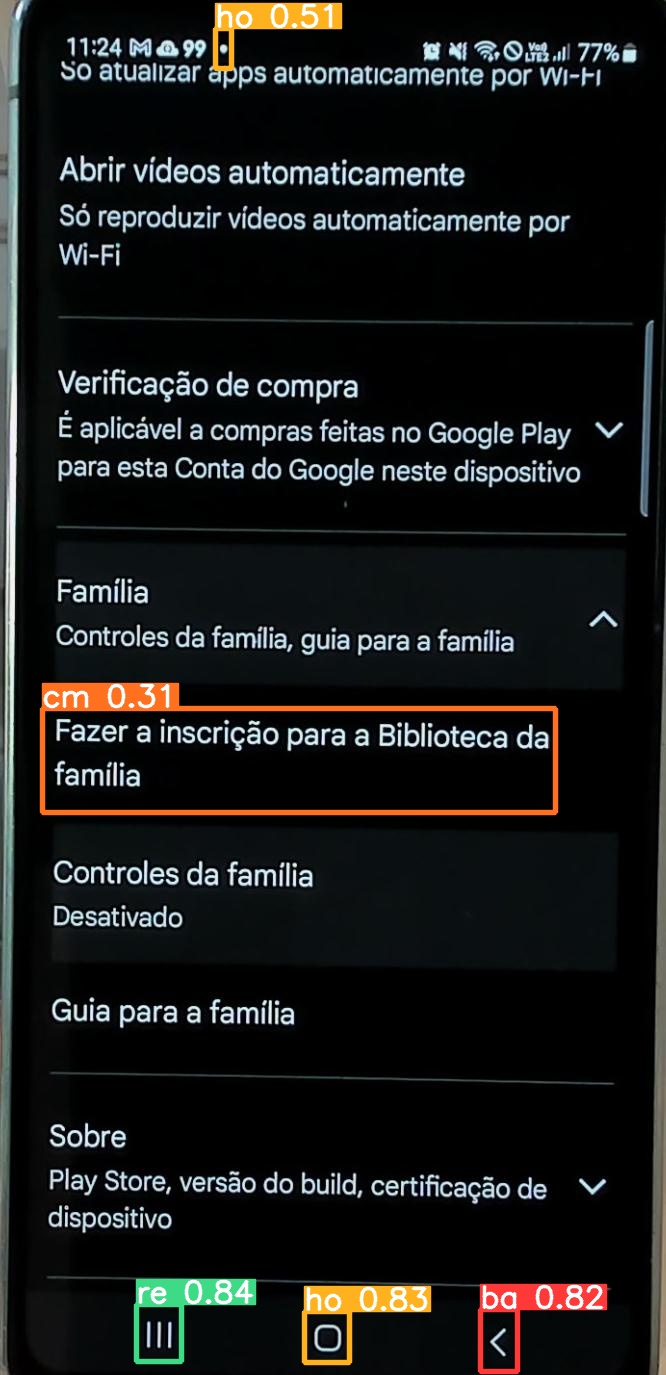 ho 0.51
11:24 99 77%
Só atualizar apps automaticamente por Wi-Fi
Abrir vídeos automaticamente
Só reproduzir vídeos automaticamente por
Wi-Fi
Verificação de compra
É aplicável a compras feitas no Google Play
para esta Conta do Google neste dispositivo
Família
Controles da família, guia para a família
cm 0.31
Fazer a inscrição para a Biblioteca da
família
Controles da família
Desativado
Guia para a família
Sobre
Play Store, versão do build, certificação de
dispositivo
re 0.84
ho 0.83
ba 0.82